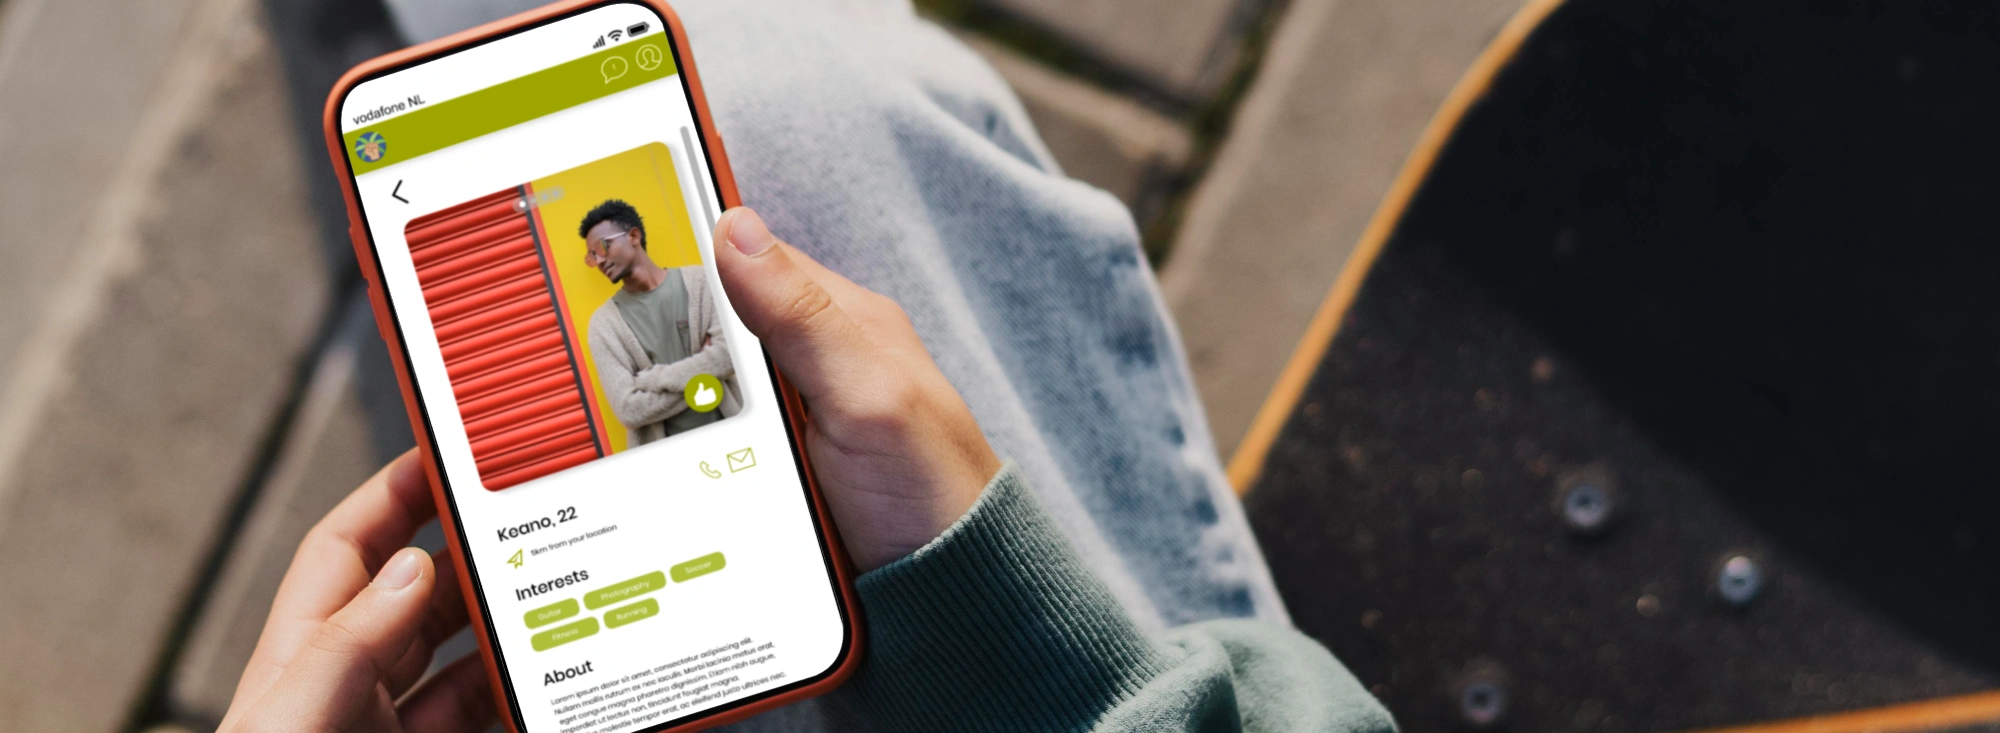 vodafone NL
Keano, 22
5km from your location
Interests
Guitar Photography Soccer
Fitness Running
About
Lorem ipsum dolor sit amet, consectetur adipiscing elit.
Nullam mollis rutrum ex nec iaculis. Morbi lacinia metus erat,
eget congue magna pharetra dignissim. Etiam nibh augue,
imperdiet ut lectus non, tincidunt feugiat magna.
molestie tempor erat, ac eleifend justo ultrices nec.